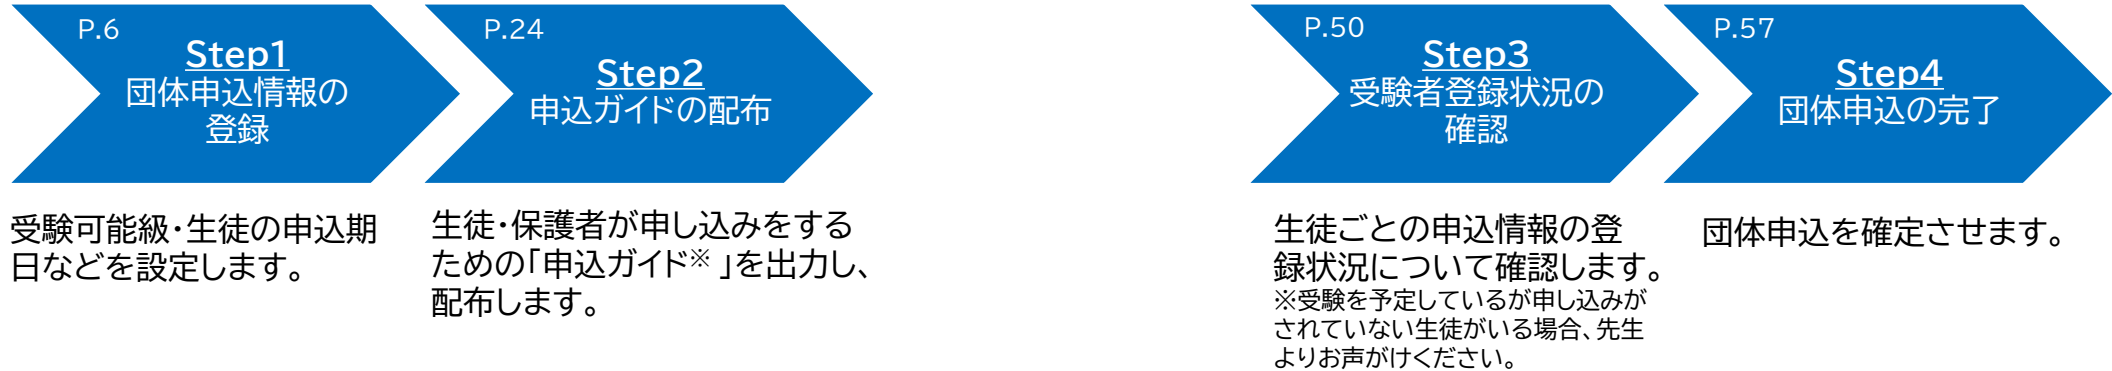 P.6
Step1
団体申込情報の
登録
P.24
Step2
申込ガイドの配布
P.50
Step3
受験者登録状況の
確認
P.57
Step4
団体申込の完了
受験可能級・生徒の申込期
日などを設定します。
生徒・保護者が申し込みをする
ための「申込ガイド※ 」を出力し、
配布します。
生徒ごとの申込情報の登
録状況について確認します。
※受験を予定しているが申し込みが
されていない生徒がいる場合、先生
よりお声がけください。
団体申込を確定させます。